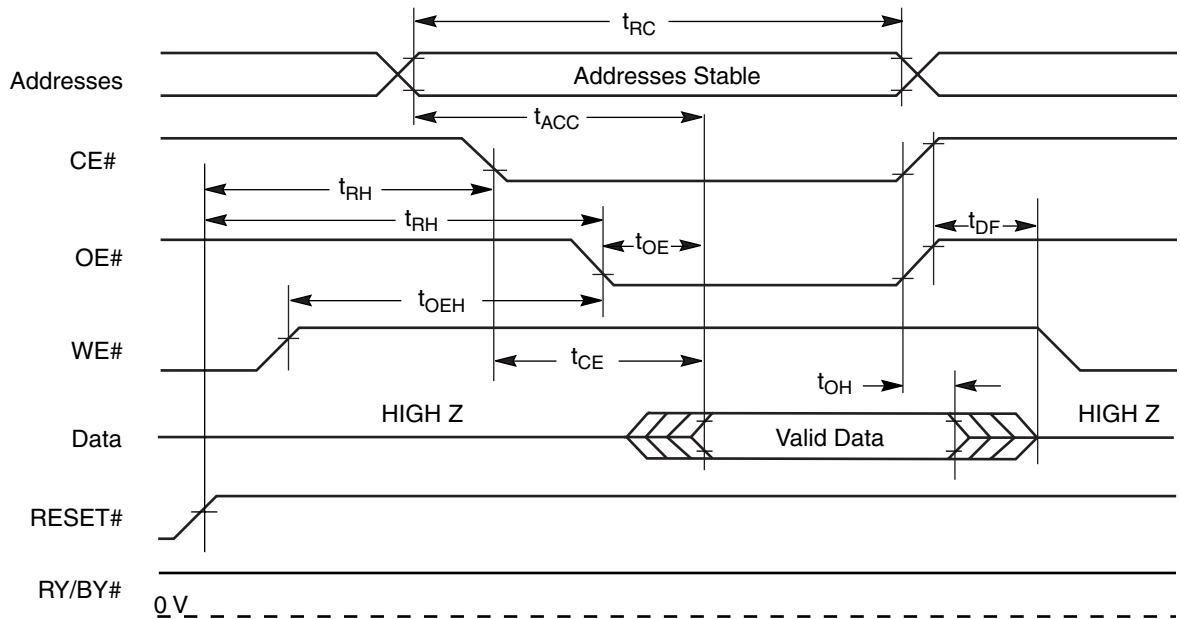 tRC
Addresses
Addresses Stable
tACC
CE#
tRH
tRH
tDF
OE#
tOE
tOEH
WE#
tCE
tOH
HIGH Z
HIGH Z
Data
Valid Data
RESET#
RY/BY#
0 V